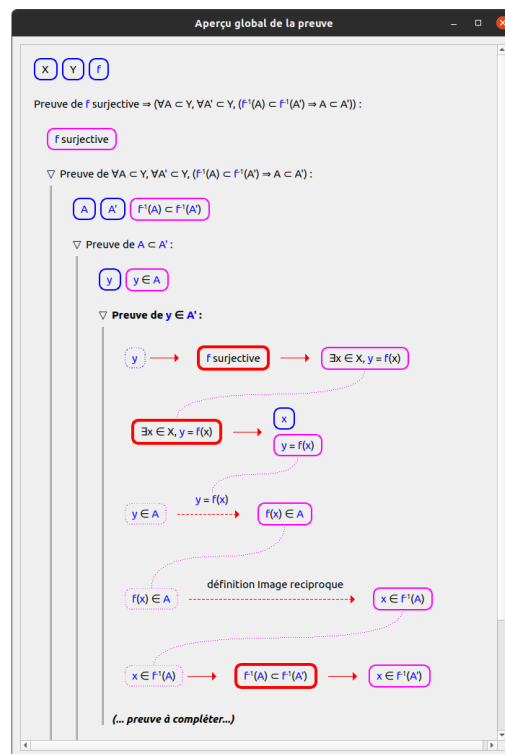 Aperçu global de la preuve
X Y f
Preuve de f surjective ⇒ (∀A ⊂ Y, ∀A' ⊂ Y, (f⁻¹(A) ⊂ f⁻¹(A') ⇒ A ⊂ A')) :
f surjective
▽ Preuve de ∀A ⊂ Y, ∀A' ⊂ Y, (f⁻¹(A) ⊂ f⁻¹(A') ⇒ A ⊂ A') :
A A' f⁻¹(A) ⊂ f⁻¹(A')
▽ Preuve de A ⊂ A' :
y y ∈ A
▽ Preuve de y ∈ A' :
y f surjective ∃x ∈ X, y = f(x)
∃x ∈ X, y = f(x) x
y = f(x)
y = f(x)
y ∈ A f(x) ∈ A
définition Image reciproque
f(x) ∈ A x ∈ f⁻¹(A)
x ∈ f⁻¹(A) f⁻¹(A) ⊂ f⁻¹(A') x ∈ f⁻¹(A')
(... preuve à compléter...)